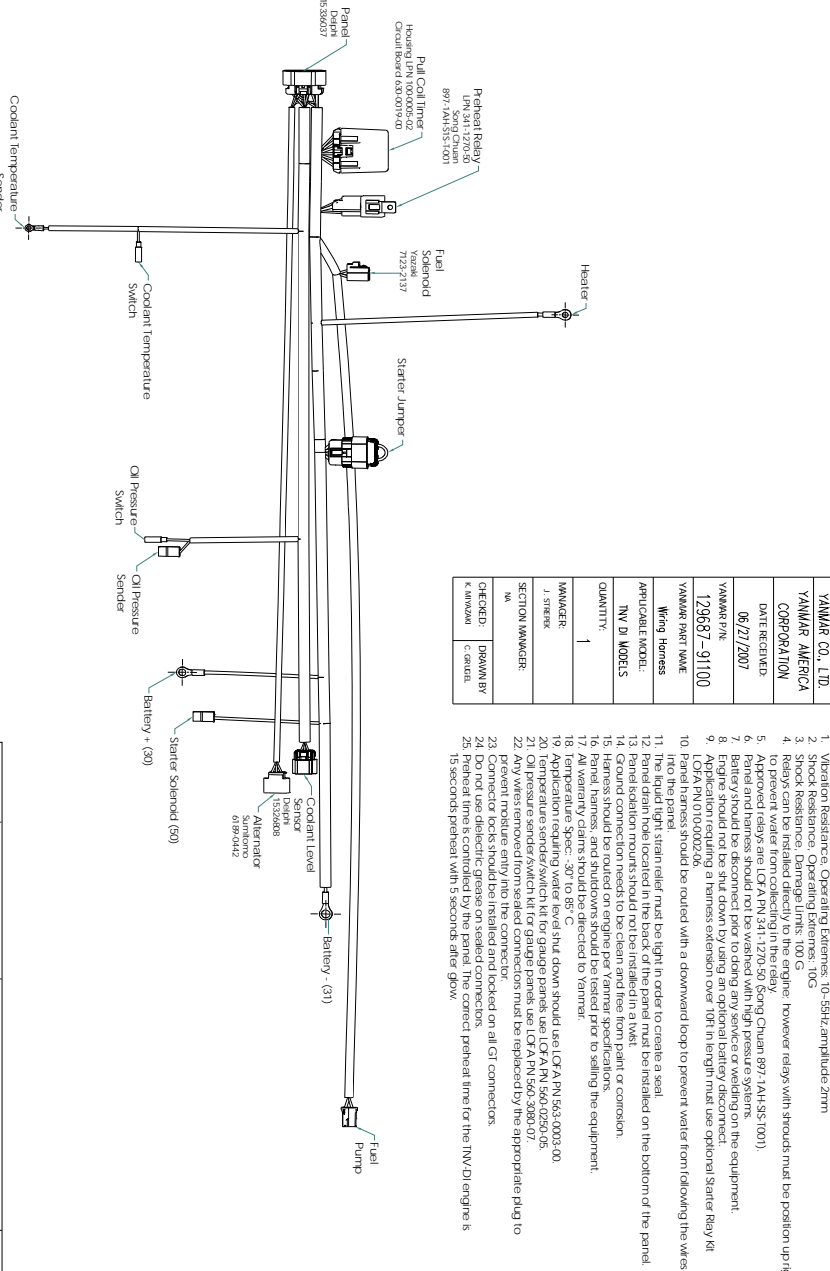 Panel
Delphi
15336037
Pull Coil Timer
Housing LPN 100-0005-02
Circuit Board 630-0019-00
Preheat Relay
LPN 341-1270-50
Song Chuan
897-1AH-S1S-T-001
Fuel
Solenoid
Yazaki
7123-2137
Heater
Starter Jumper
Coolant Temperature
Sender
Coolant Temperature
Switch
Oil Pressure
Switch
Oil Pressure
Sender
Battery + (30)
Starter Solenoid (50)
Alternator
Sumitomo
6189-0442
Coolant Level
Sensor
Delphi
15326808
Battery - (31)
Fuel
Pump
YANMAR CO., LTD.
YANMAR AMERICA
CORPORATION
DATE RECEIVED:
06/27/2007
YANMAR P/N:
129687-91100
YANMAR PART NAME
Wiring Harness
APPLICABLE MODEL:
TNV DI MODELS
QUANTITY:
1
MANAGER:
J. STREPEK
SECTION MANAGER:
NA
CHECKED:
K. MIYAZAKI
DRAWN BY
C. GRUSEL
1. Vibration Resistance, Operating Extremes: 10~55Hz,amplitude 2mm
2. Shock Resistance, Operating Extremes: 10G
3. Shock Resistance, Damage Limits: 100 G
4. Relays can be installed directly to the engine: however relays with shrouds must be position up
to prevent water from collecting in the relay.
5. Approved relays are LOFA PN 341-1270-50 (Song Chuan 897-1AH-SIS-T001).
6. Panel and harness should not be washed with high pressure systems.
7. Battery should be disconnect prior to doing any service or welding on the equipment.
8. Engine should not be shut down by using an optional battery disconnect.
9. Application requiring a harness extension over 10Ft in length must use optional Starter Rlay Kit
LOFA PN 010-0002-06
10. Panel harness should be routed with a downward loop to prevent water from following the wires
into the panel.
11. The liquid tight strain relief must be tight in order to create a seal.
12. Panel drain hole located in the back of the panel must be installed on the bottom of the panel.
13. Panel isolation mounts should not be installed in a twist.
14. Ground connection needs to be clean and free from paint or corrosion.
15. Harness should be routed on engine per Yanmar specifications.
16. Panel, harness, and shutdowns should be tested prior to selling the equipment.
17. All warranty claims should be directed to Yanmar.
18. Temperature Spec: -30° to 85° C
19. Application requiring water level shut down should use LOFA PN 563-0003-00.
20. Temperature sender/switch kit for gauge panels use LOFA PN 560-0250-05.
21. Oil pressure sender/switch kit for gauge panels use LOFA PN 560-3080-07.
22. Any wires removed from sealed connectors must be replaced by the appropriate plug to
prevent moisture entry into the connector.
23 Connector locks should be installed and locked on all GT connectors.
24. Do not use dielectric grease on sealed connectors.
25. Preheat time is controlled by the panel. The correct preheat time for the TNV-DI engine is
15 seconds preheat with 5 seconds after glow.